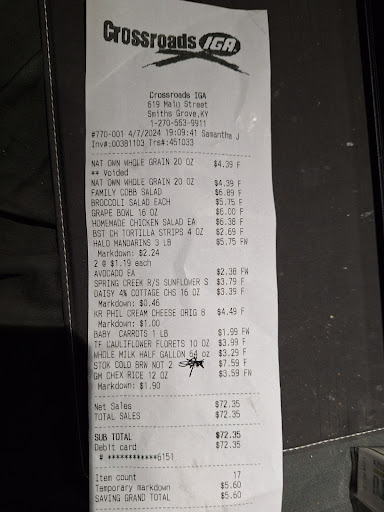 Crossroads IGA
Crossroads IGA
619 Main Street
Smiths Grove, KY
1-270-553-9911
#770-001 4/7/2024 19:09:41 Samantha J
Inv#:00381103 Trs#:451033
NAT OWN WHOLE GRAIN 20 OZ $4.39 F
** Voided
NAT OWN WHOLE GRAIN 20 OZ $4.39 F
FAMILY COBB SALAD $6.89 F
BROCCOLI SALAD EACH $5.75 F
GRAPE BOWL 16 OZ $6.00 F
HOMEMADE CHICKEN SALAD EA $6.38 F
BST CH TORTILLA STRIPS 4 OZ $2.69 F
HALO MANDARINS 3 LB $5.75 FW
Markdown: $2.24
2 @ $1.19 each
AVOCADO EA $2.38 FW
SPRING CREEK R/S SUNFLOWER S $3.79 F
DAISY 4% COTTAGE CHS 16 OZ $3.39 F
Markdown: $0.46
KR PHIL CREAM CHEESE ORIG 8 $4.49 F
Markdown: $1.00
BABY CARROTS 1 LB $1.99 FW
TF CAULIFLOWER FLORETS 10 OZ $3.99 F
WHOLE MILK HALF GALLON 64 oz $3.29 F
STOK COLD BRW NOT 2 $7.59 F
GM CHEX RICE 12 OZ $3.59 FW
Markdown: $1.90
Net Sales $72.35
TOTAL SALES $72.35
SUB TOTAL $72.35
Debit card $72.35
# ************6151
Item count 17
Temporary markdown $5.60
SAVING GRAND TOTAL $5.60